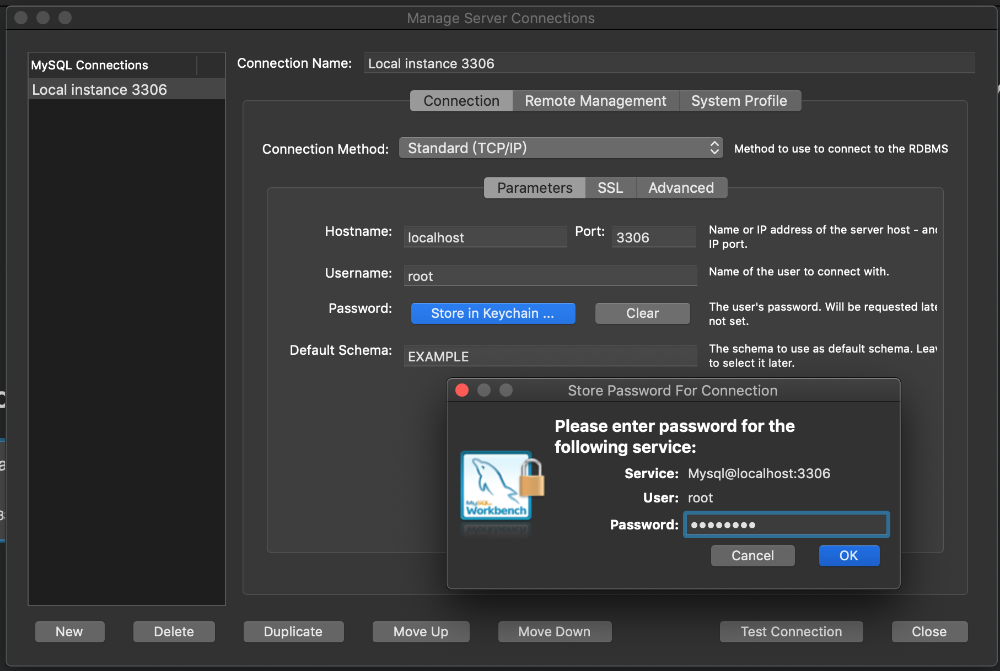 Manage Server Connections
MySQL Connections
Local instance 3306
Connection Name: Local instance 3306
Connection Remote Management System Profile
Connection Method: Standard (TCP/IP) Method to use to connect to the RDBMS
Parameters SSL Advanced
Hostname: localhost Port: 3306 Name or IP address of the server host - and
IP port.
Username: root Name of the user to connect with.
Password: Store in Keychain ... Clear The user's password. Will be requested late
not set.
Default Schema: EXAMPLE The schema to use as default schema. Leav
to select it later.
Store Password For Connection
Please enter password for the
following service:
Service: Mysql@localhost:3306
User: root
Password: ••••••••
MySQL
Workbench
Cancel OK
New Delete Duplicate Move Up Move Down Test Connection Close